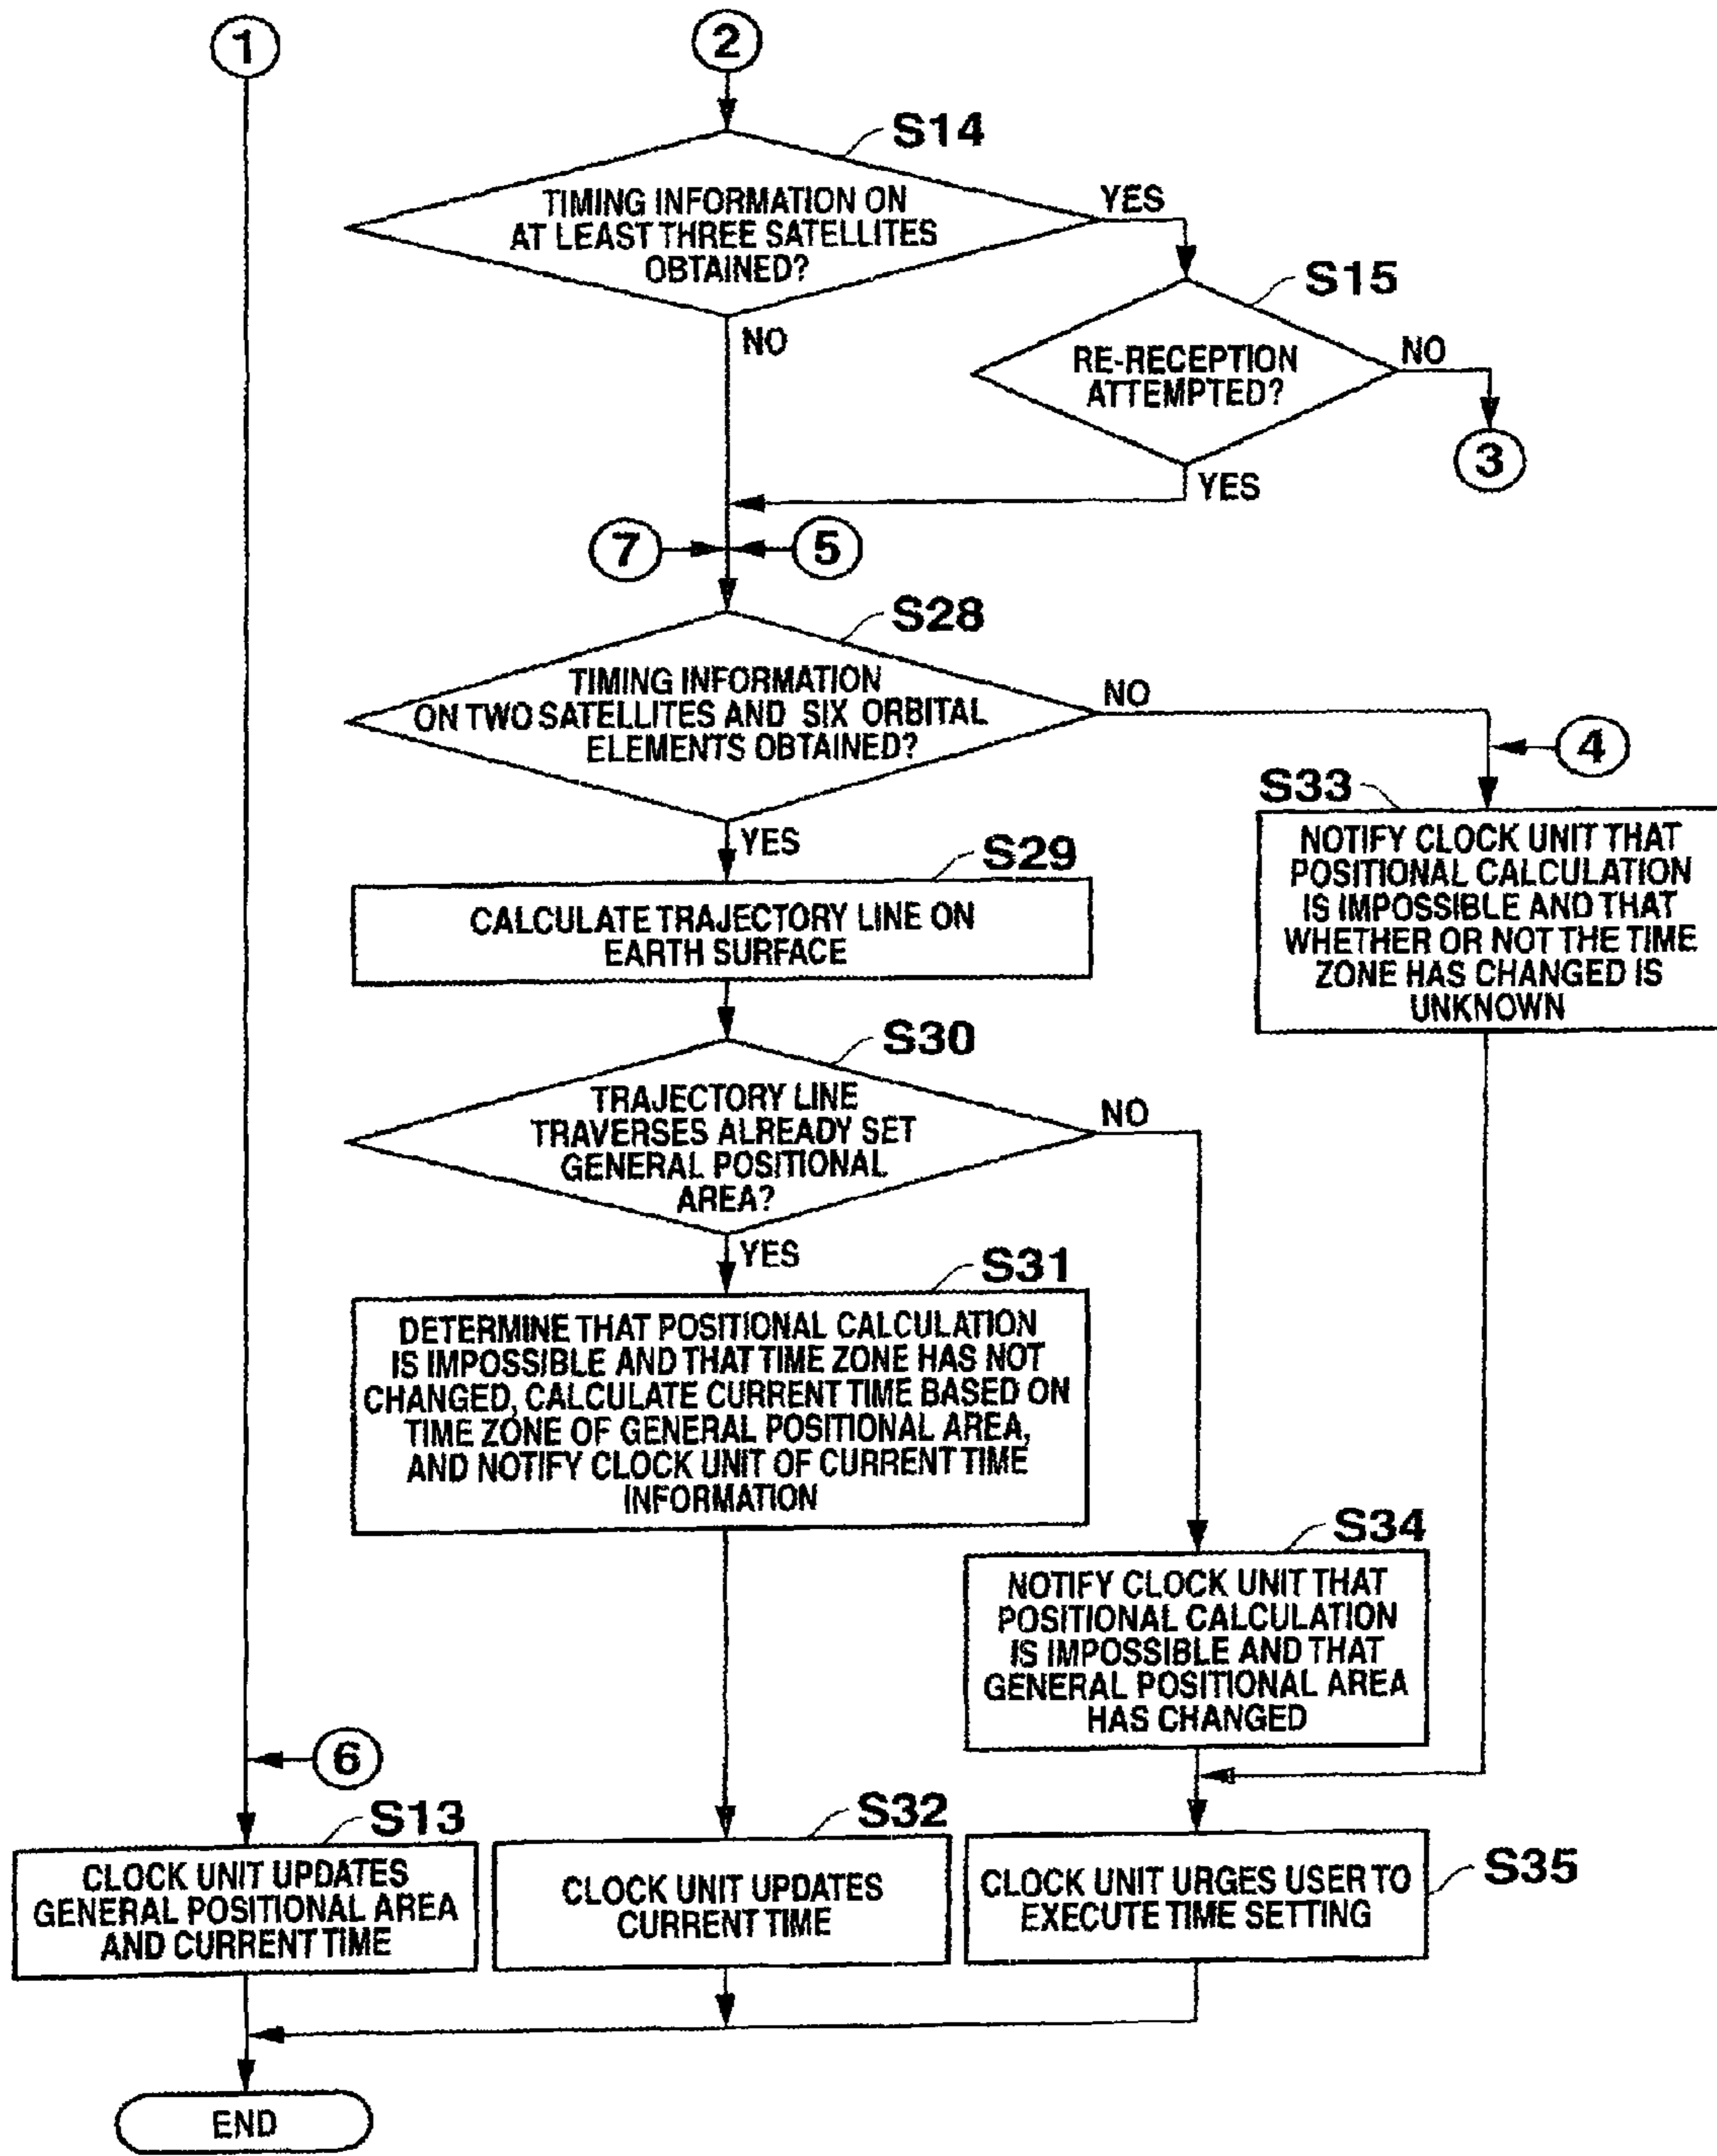 1
2
S14
TIMING INFORMATION ON
AT LEAST THREE SATELLITES
OBTAINED?
YES
NO
S15
RE-RECEPTION
ATTEMPTED?
NO
3
YES
7
5
S28
TIMING INFORMATION
ON TWO SATELLITES AND SIX ORBITAL
ELEMENTS OBTAINED?
NO
4
YES
S33
NOTIFY CLOCK UNIT THAT
POSITIONAL CALCULATION
IS IMPOSSIBLE AND THAT
WHETHER OR NOT THE TIME
ZONE HAS CHANGED IS
UNKNOWN
S29
CALCULATE TRAJECTORY LINE ON
EARTH SURFACE
S30
TRAJECTORY LINE
TRAVERSES ALREADY SET
GENERAL POSITIONAL
AREA?
NO
YES
S31
DETERMINE THAT POSITIONAL CALCULATION
IS IMPOSSIBLE AND THAT TIME ZONE HAS NOT
CHANGED, CALCULATE CURRENT TIME BASED ON
TIME ZONE OF GENERAL POSITIONAL AREA,
AND NOTIFY CLOCK UNIT OF CURRENT TIME
INFORMATION
S34
NOTIFY CLOCK UNIT THAT
POSITIONAL CALCULATION
IS IMPOSSIBLE AND THAT
GENERAL POSITIONAL AREA
HAS CHANGED
6
S13
CLOCK UNIT UPDATES
GENERAL POSITIONAL AREA
AND CURRENT TIME
S32
CLOCK UNIT UPDATES
CURRENT TIME
S35
CLOCK UNIT URGES USER TO
EXECUTE TIME SETTING
END